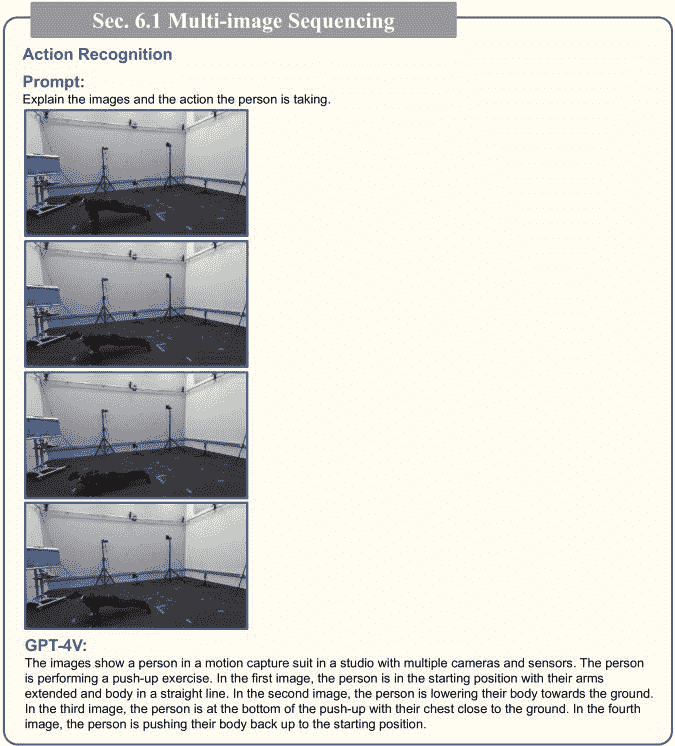 Sec. 6.1 Multi-image Sequencing
Action Recognition
Prompt:
Explain the images and the action the person is taking.
GPT-4V:
The images show a person in a motion capture suit in a studio with multiple cameras and sensors. The person
is performing a push-up exercise. In the first image, the person is in the starting position with their arms
extended and body in a straight line. In the second image, the person is lowering their body towards the ground.
In the third image, the person is at the bottom of the push-up with their chest close to the ground. In the fourth
image, the person is pushing their body back up to the starting position.